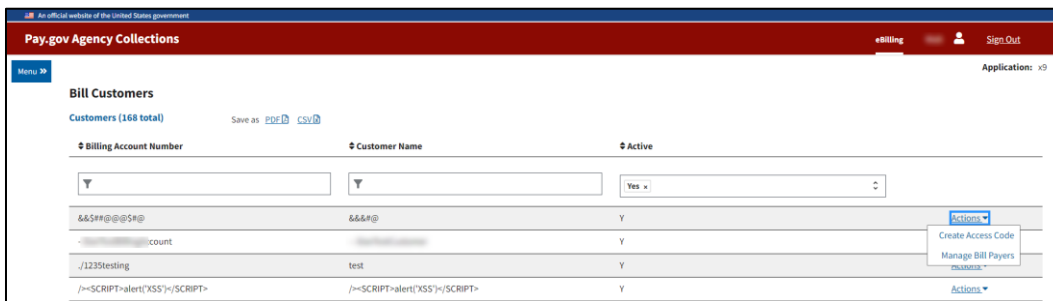 An official website of the United States government
Pay.gov Agency Collections
eBilling
Sign Out
Menu »
Application: x9
Bill Customers
Customers (168 total) Save as PDF CSV
Billing Account Number Customer Name Active
Yes x
&&$##@@@$#@ &&&#@ Y Actions
- count Y
Create Access Code
Manage Bill Payers
./1235testing test Y Actions
/><SCRIPT>alert('XSS')</SCRIPT> /><SCRIPT>alert('XSS')</SCRIPT> Y Actions